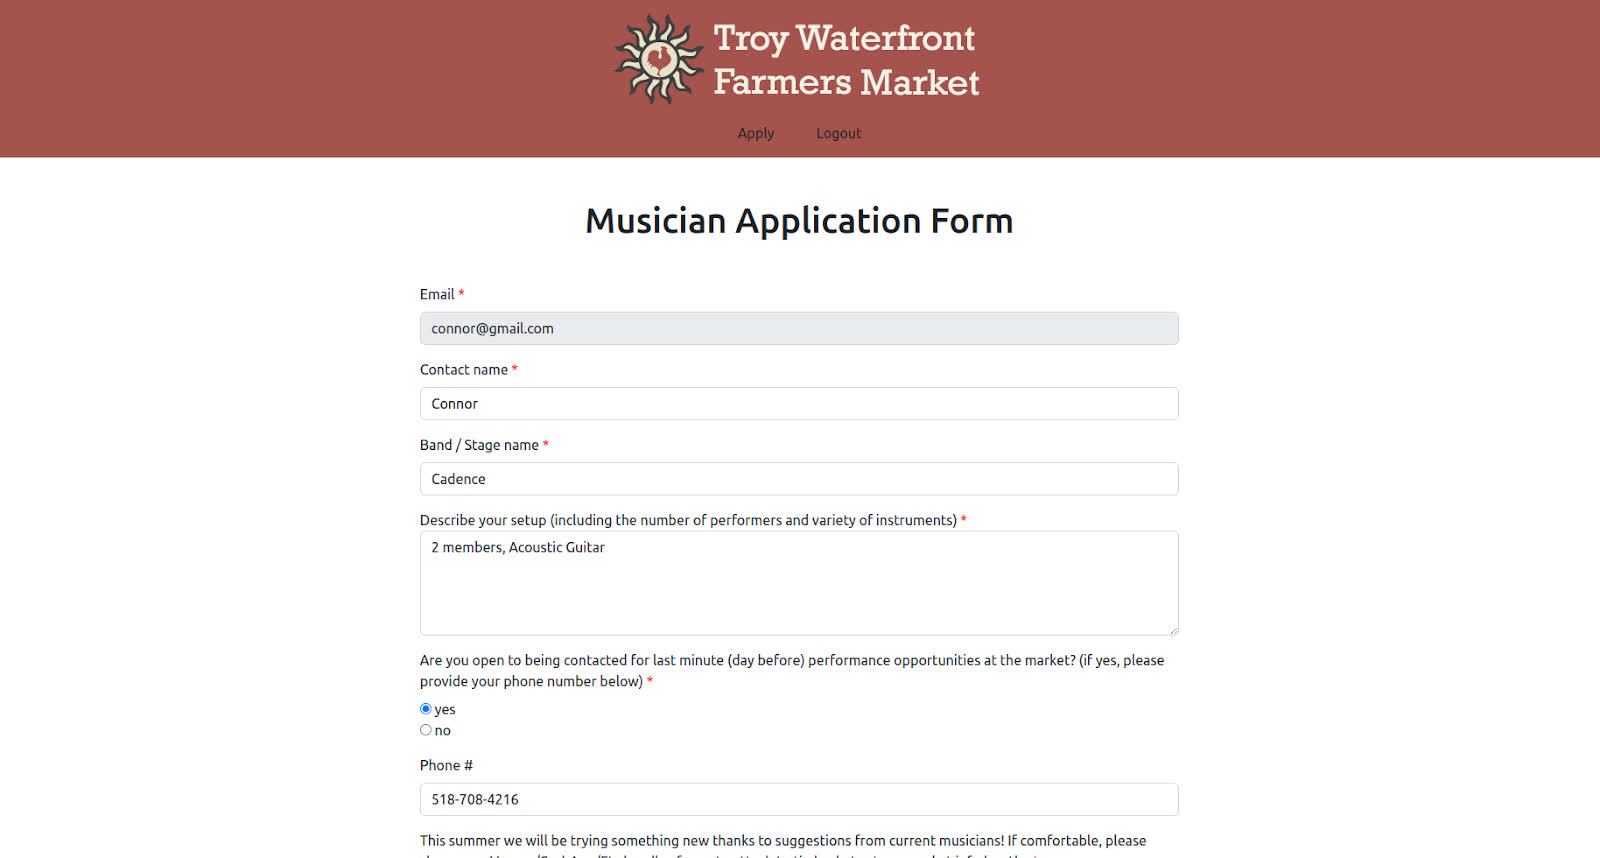 Troy Waterfront
Farmers Market
Apply Logout
Musician Application Form
Email *
connor@gmail.com
Contact name *
Connor
Band / Stage name *
Cadence
Describe your setup (including the number of performers and variety of instruments) *
2 members, Acoustic Guitar
Are you open to being contacted for last minute (day before) performance opportunities at the market? (if yes, please
provide your phone number below) *
yes
no
Phone #
518-708-4216
This summer we will be trying something new thanks to suggestions from current musicians! If comfortable, please